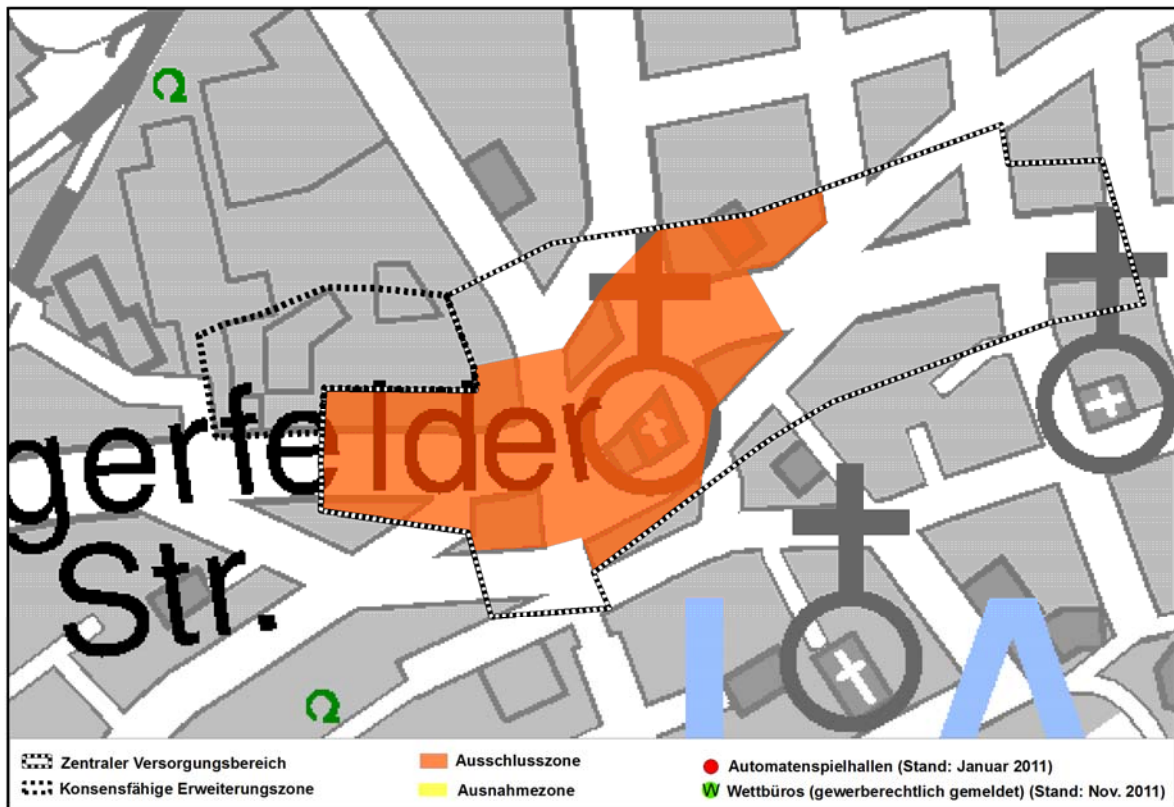 gerfelder
Str.
Zentraler Versorgungsbereich
Konsensfähige Erweiterungszone
Ausschlusszone
Ausnahmezone
Automatenspielhallen (Stand: Januar 2011)
W Wettbüros (gewerberechtlich gemeldet) (Stand: Nov. 2011)